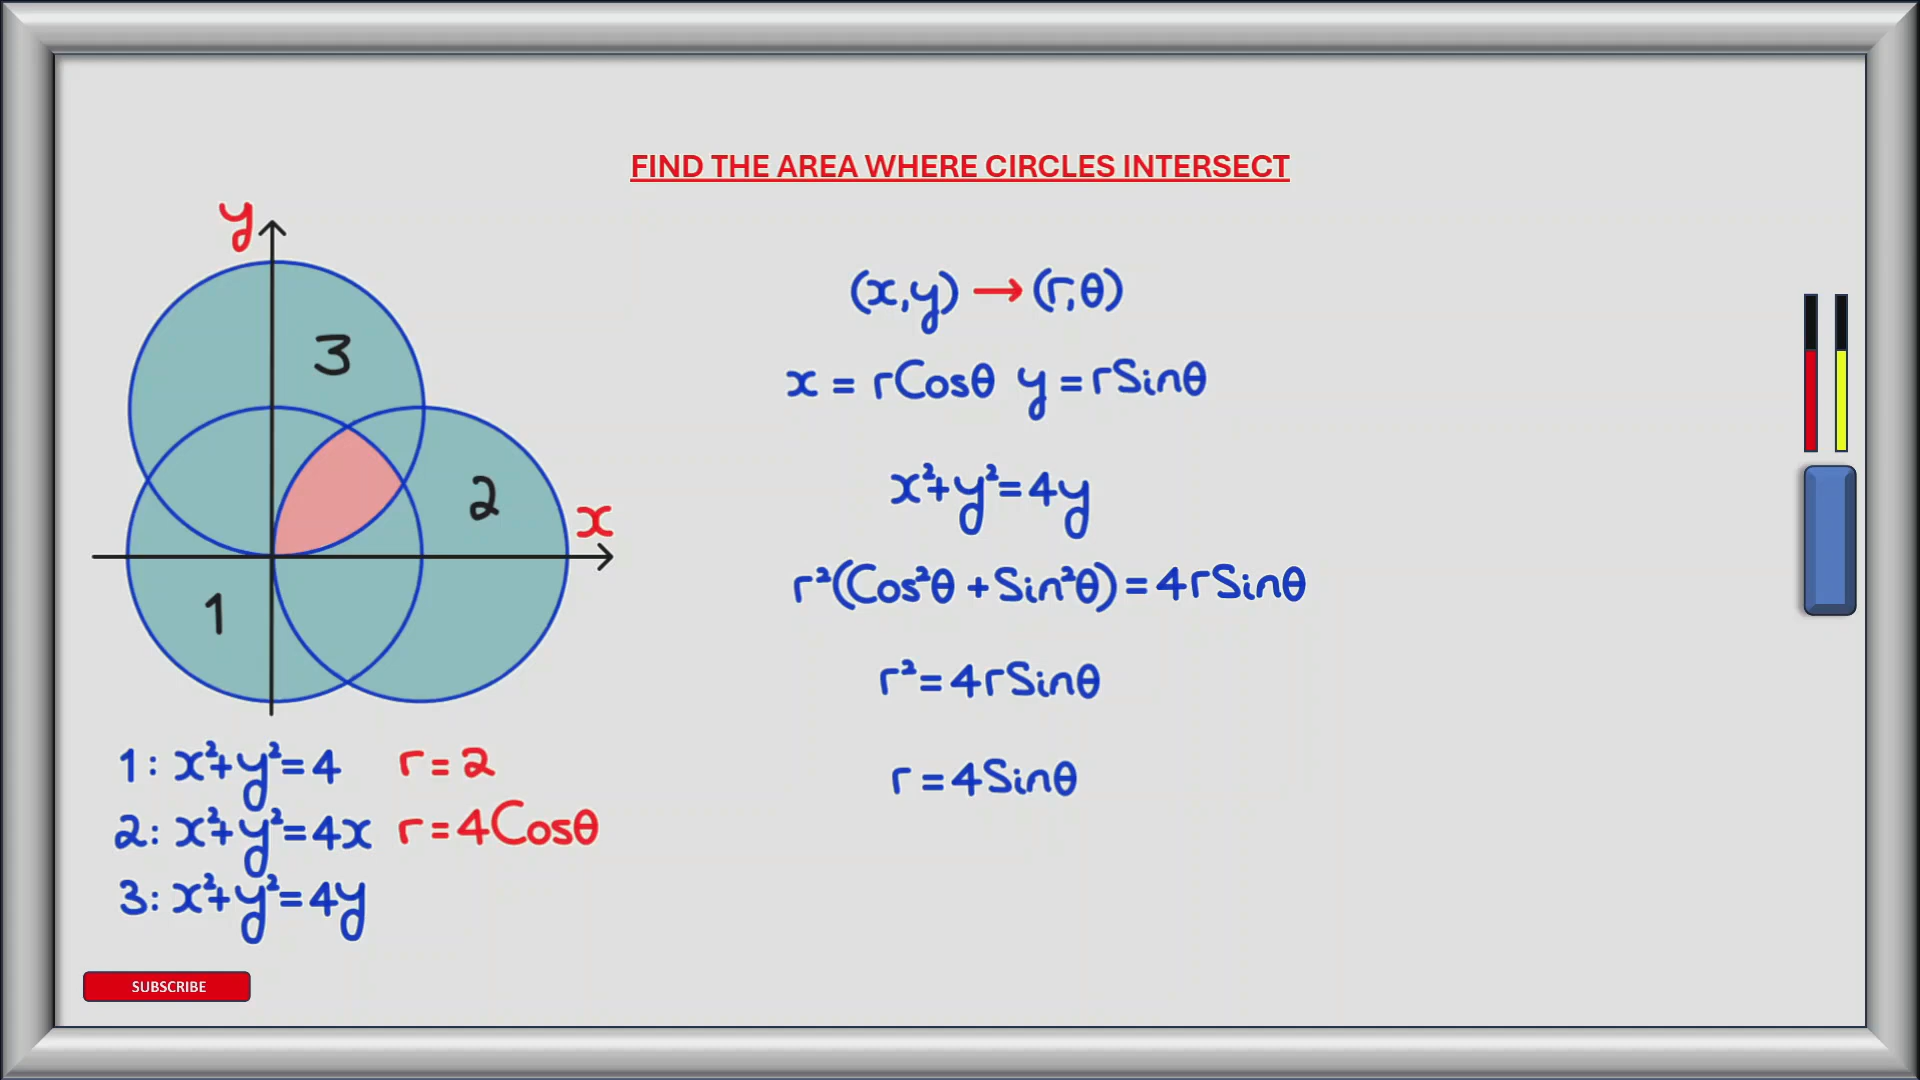 FIND THE AREA WHERE CIRCLES INTERSECT
y
3
2
x
1
1: x²+y²=4 r=2
2: x²+y²=4x r=4Cosθ
3: x²+y²=4y
(x,y)→(r,θ)
x=rCosθ y=rSinθ
x²+y²=4y
r²(Cos²θ+Sin²θ)=4rSinθ
r²=4rSinθ
r=4Sinθ
SUBSCRIBE